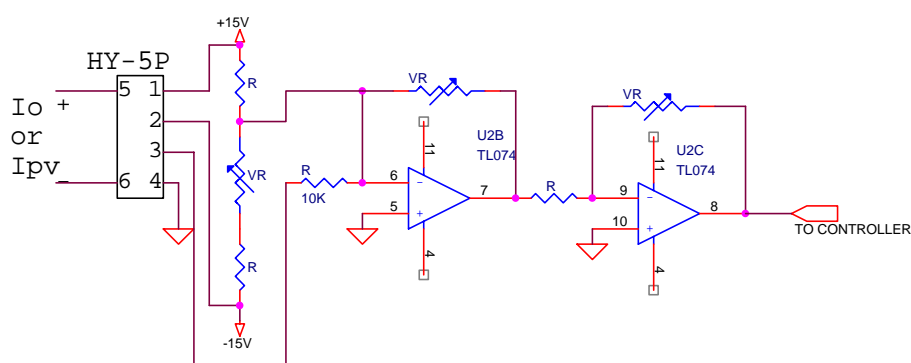 +15V
HY-5P
R
VR
5 1
Io +
or
Ipv -
2
3
6 4
VR
R
-15V
R
10K
U2B
TL074
11
6 -
5 +
7
4
R
VR
U2C
TL074
11
9 -
10 +
8
4
TO CONTROLLER